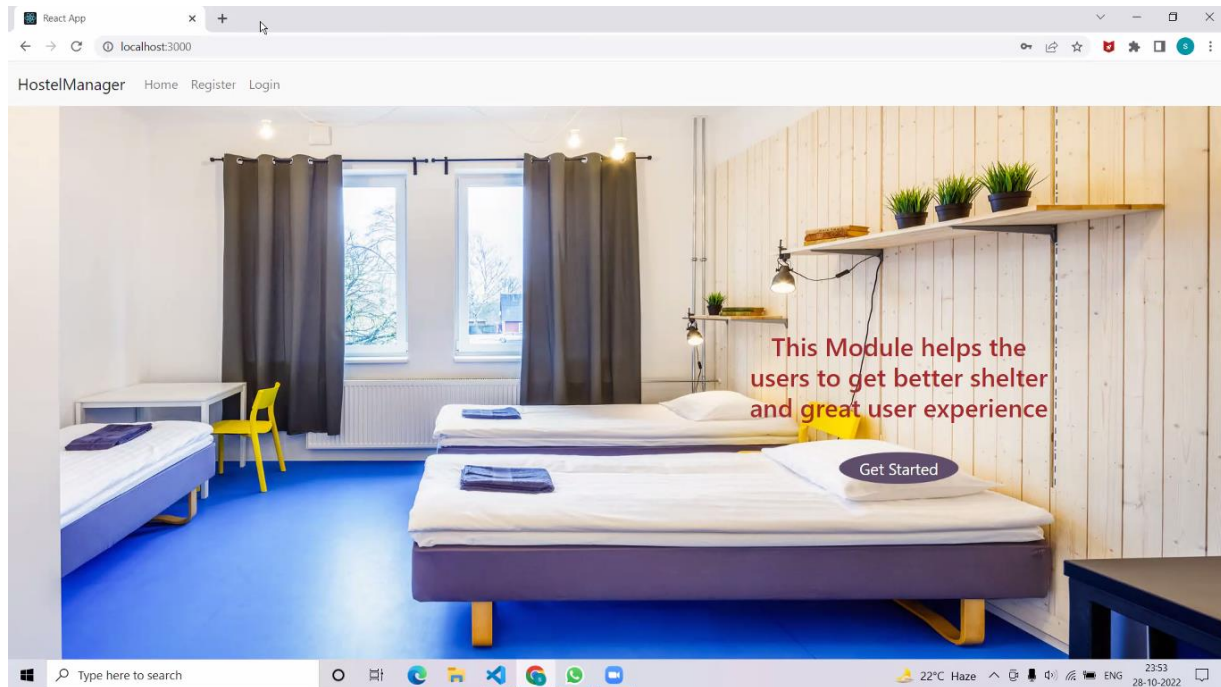 React App
localhost:3000
S
HostelManager Home Register Login
This Module helps the
users to get better shelter
and great user experience
Get Started
Type here to search
22°C Haze
ENG
23:53
28-10-2022